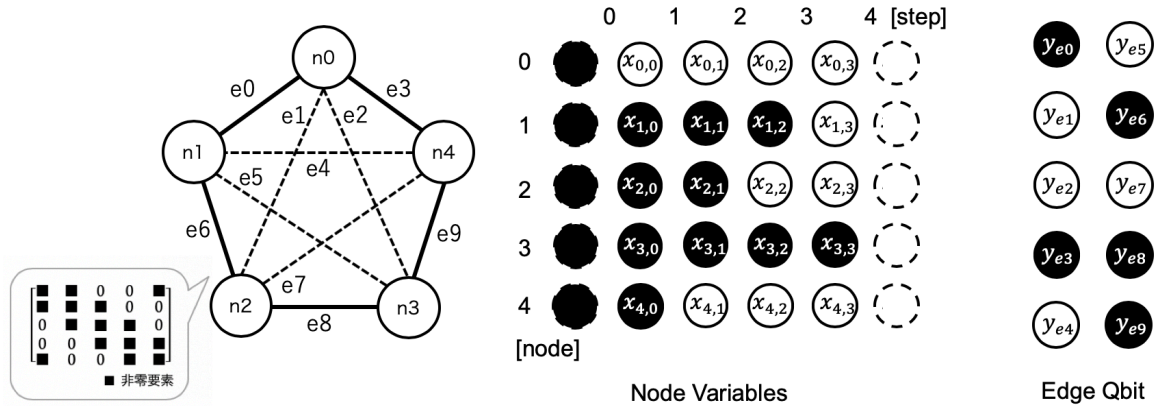 n0
e0
e3
e1
e2
n1
n4
e4
e5
e6
e9
e7
n2
n3
e8
■ ■ 0 0 ■
■ ■ ■ 0 0
0 ■ ■ ■ 0
0 0 ■ ■ ■
■ 0 0 ■ ■
■ 非零要素
0 1 2 3 4 [step]
0 x0,0 x0,1 x0,2 x0,3
1 x1,0 x1,1 x1,2 x1,3
2 x2,0 x2,1 x2,2 x2,3
3 x3,0 x3,1 x3,2 x3,3
4 x4,0 x4,1 x4,2 x4,3
[node]
Node Variables
ye0 ye5
ye1 ye6
ye2 ye7
ye3 ye8
ye4 ye9
Edge Qbit